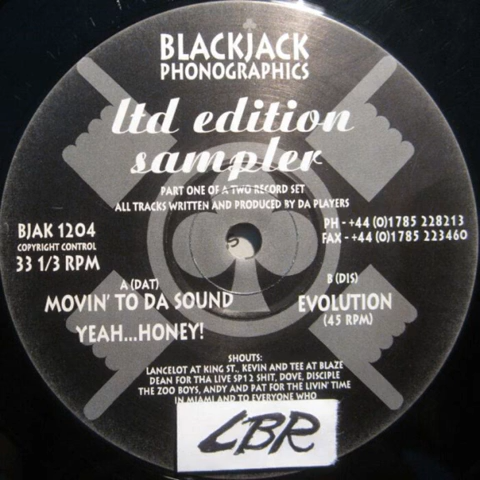 BLACKJACK
PHONOGRAPHICS
ltd edition
sampler
PART ONE OF A TWO RECORD SET
ALL TRACKS WRITTEN AND PRODUCED BY DA PLAYERS
BJAK 1204
COPYRIGHT CONTROL
33 1/3 RPM
PH - +44 (0)1785 228213
FAX - +44 (0)1785 223460
A (DAT)
MOVIN' TO DA SOUND
YEAH...HONEY!
B (DIS)
EVOLUTION
(45 RPM)
SHOUTS:
LANCELOT AT KING ST., KEVIN AND TEE AT BLAZE
DEAN FOR THA LIVE SP12 SHIT, DOVE, DISCIPLE
THE ZOO BOYS, ANDY AND PAT FOR THE LIVIN' TIME
IN MIAMI AND TO EVERYONE WHO
LBR